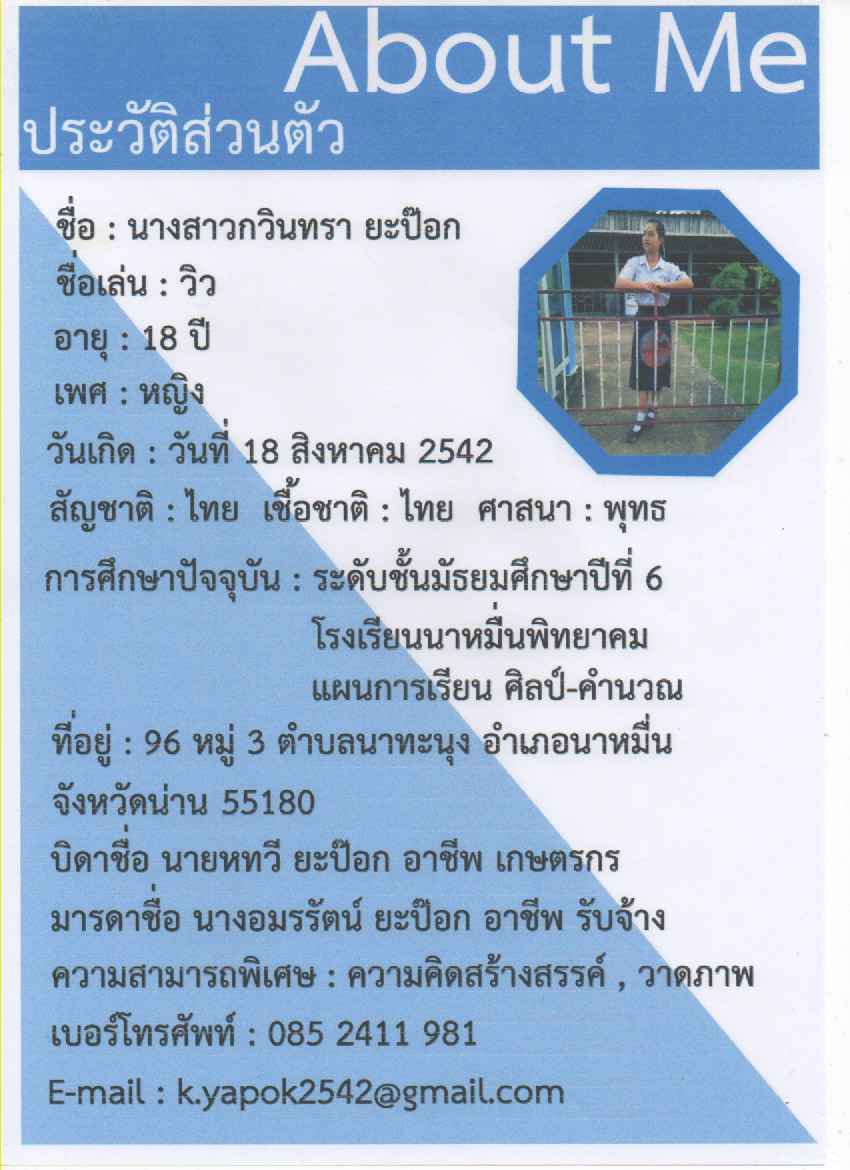 About Me
ประวัติส่วนตัว
ชื่อ : นางสาวกวินทรา ยะป๊อก
ชื่อเล่น : วิว
อายุ : 18 ปี
เพศ : หญิง
วันเกิด : วันที่ 18 สิงหาคม 2542
สัญชาติ : ไทย เชื้อชาติ : ไทย ศาสนา : พุทธ
การศึกษาปัจจุบัน : ระดับชั้นมัธยมศึกษาปีที่ 6
โรงเรียนนาหมื่นพิทยาคม
แผนการเรียน ศิลป์-คำนวณ
ที่อยู่ : 96 หมู่ 3 ตำบลนาทะนุง อำเภอนาหมื่น
จังหวัดน่าน 55180
บิดาชื่อ นายหทวี ยะป๊อก อาชีพ เกษตรกร
มารดาชื่อ นางอมรรัตน์ ยะป๊อก อาชีพ รับจ้าง
ความสามารถพิเศษ : ความคิดสร้างสรรค์ , วาดภาพ
เบอร์โทรศัพท์ : 085 2411 981
E-mail : k.yapok2542@gmail.com